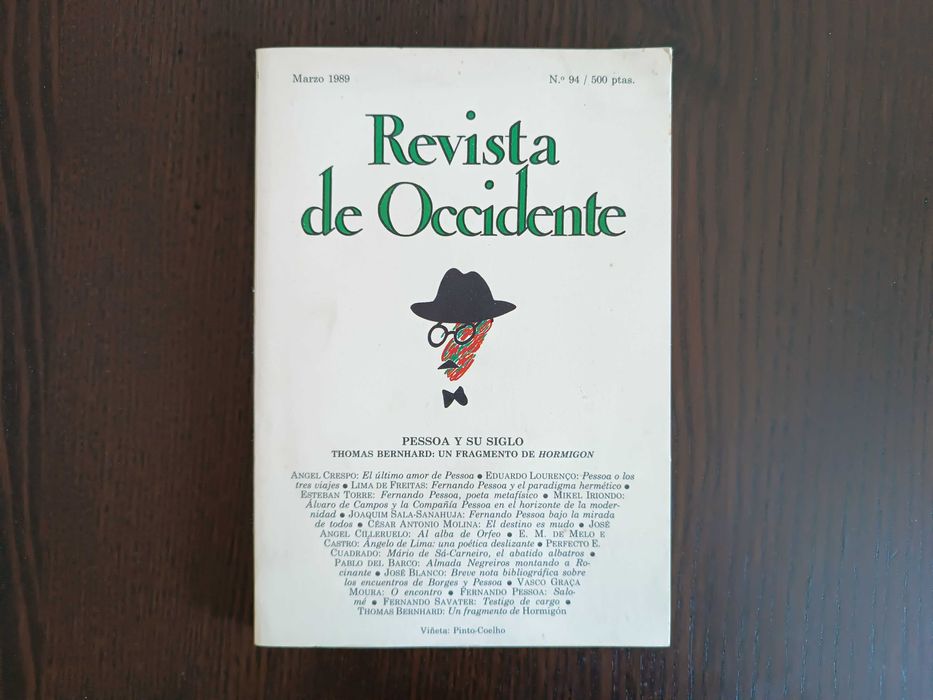 Marzo 1989
N.º 94 / 500 ptas.
Revista
de Occidente
PESSOA Y SU SIGLO
THOMAS BERNHARD: UN FRAGMENTO DE HORMIGON
ANGEL CRESPO: El último amor de Pessoa ● EDUARDO LOURENÇO: Pessoa o los
tres viajes ● LIMA DE FREITAS: Fernando Pessoa y el paradigma hermético ●
ESTEBAN TORRE: Fernando Pessoa, poeta metafísico ● MIKEL IRIONDO:
Álvaro de Campos y la Compañía Pessoa en el horizonte de la moder-
nidad ● JOAQUIM SALA-SANAHUJA: Fernando Pessoa bajo la mirada
de todos ● CÉSAR ANTONIO MOLINA: El destino es mudo ● JOSÉ
ANGEL CILLERUELO: Al alba de Orfeo ● E. M. DE MELO E
CASTRO: Ângelo de Lima: una poética deslizante ● PERFECTO E.
CUADRADO: Mário de Sá-Carneiro, el abatido albatros ●
PABLO DEL BARCO: Almada Negreiros montando a Ro-
cinante ● JOSÉ BLANCO: Breve nota bibliográfica sobre
los encuentros de Borges y Pessoa ● VASCO GRAÇA
MOURA: O encontro ● FERNANDO PESSOA: Salo-
mé ● FERNANDO SAVATER: Testigo de cargo ●
THOMAS BERNHARD: Un fragmento de Hormigón
Viñeta: Pinto-Coelho